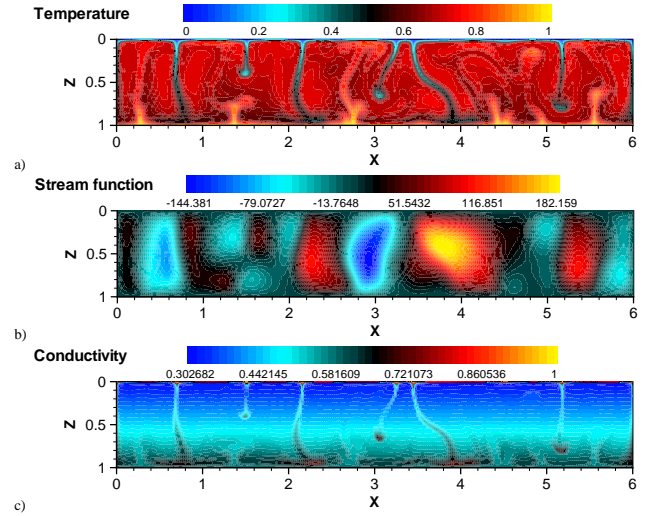 Temperature
0 0.2 0.4 0.6 0.8 1
0
0.5
1
Z
0 1 2 3 4 5 6
X
a)
Stream function
-144.381 -79.0727 -13.7648 51.5432 116.851 182.159
0
0.5
1
Z
0 1 2 3 4 5 6
X
b)
Conductivity
0.302682 0.442145 0.581609 0.721073 0.860536 1
0
0.5
1
Z
0 1 2 3 4 5 6
X
c)